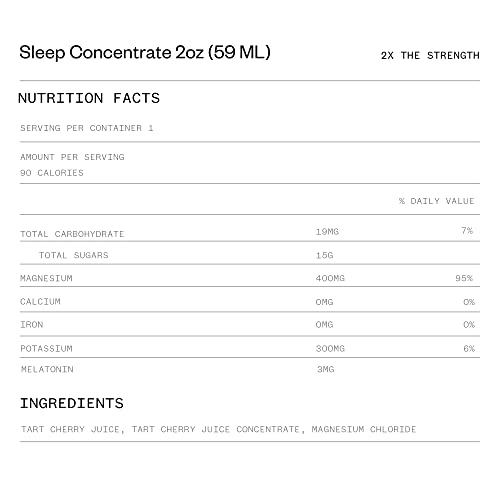 Sleep Concentrate 2oz (59 ML)
2X THE STRENGTH
NUTRITION FACTS
SERVING PER CONTAINER 1
AMOUNT PER SERVING
90 CALORIES
% DAILY VALUE
TOTAL CARBOHYDRATE 19MG 7%
TOTAL SUGARS 15G
MAGNESIUM 400MG 95%
CALCIUM 0MG 0%
IRON 0MG 0%
POTASSIUM 300MG 6%
MELATONIN 3MG
INGREDIENTS
TART CHERRY JUICE, TART CHERRY JUICE CONCENTRATE, MAGNESIUM CHLORIDE